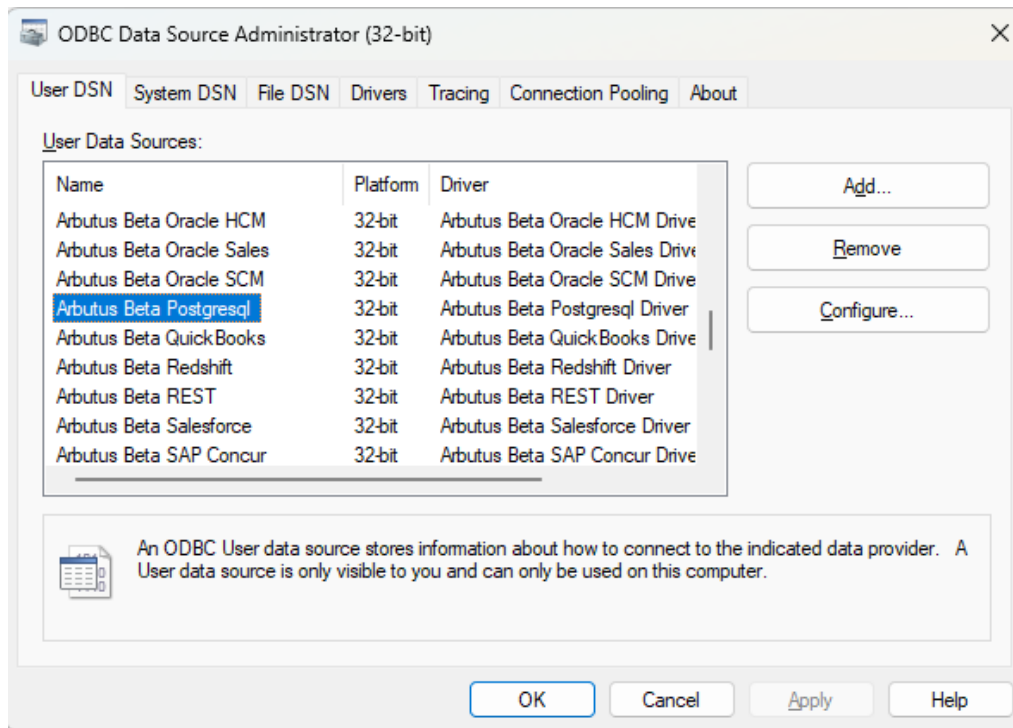 ODBC Data Source Administrator (32-bit)
User DSN System DSN File DSN Drivers Tracing Connection Pooling About
User Data Sources:
Name Platform Driver
Arbutus Beta Oracle HCM 32-bit Arbutus Beta Oracle HCM Drive
Arbutus Beta Oracle Sales 32-bit Arbutus Beta Oracle Sales Drive
Arbutus Beta Oracle SCM 32-bit Arbutus Beta Oracle SCM Drive
Arbutus Beta Postgresql 32-bit Arbutus Beta Postgresql Driver
Arbutus Beta QuickBooks 32-bit Arbutus Beta QuickBooks Drive
Arbutus Beta Redshift 32-bit Arbutus Beta Redshift Driver
Arbutus Beta REST 32-bit Arbutus Beta REST Driver
Arbutus Beta Salesforce 32-bit Arbutus Beta Salesforce Driver
Arbutus Beta SAP Concur 32-bit Arbutus Beta SAP Concur Drive
Add...
Remove
Configure...
An ODBC User data source stores information about how to connect to the indicated data provider. A
User data source is only visible to you and can only be used on this computer.
OK Cancel Apply Help